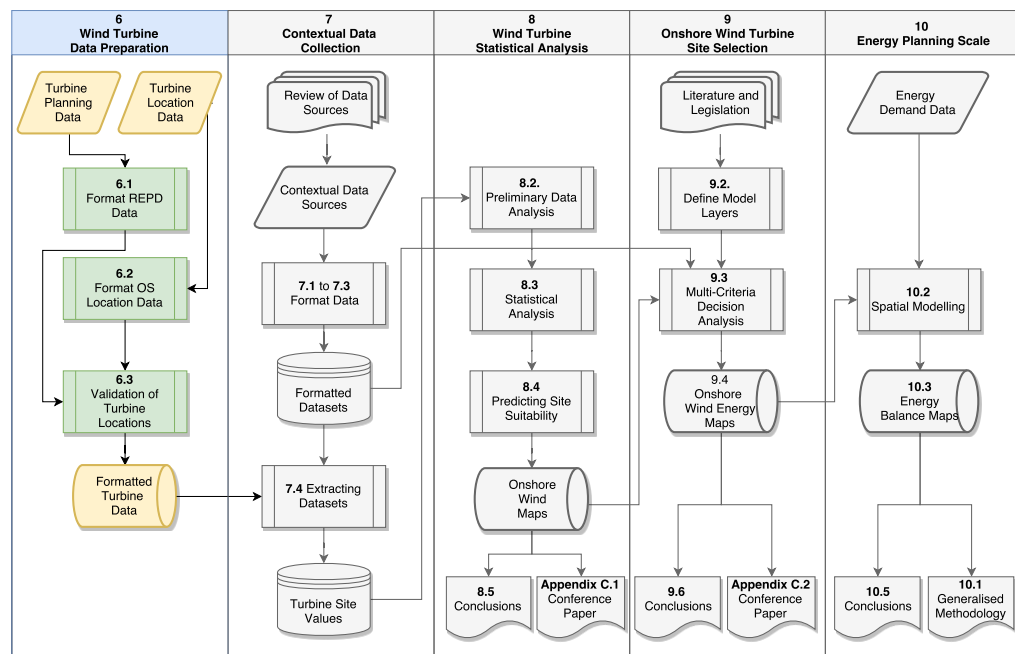 6
Wind Turbine
Data Preparation
7
Contextual Data
Collection
8
Wind Turbine
Statistical Analysis
9
Onshore Wind Turbine
Site Selection
10
Energy Planning Scale
Turbine
Planning
Data
Turbine
Location
Data
6.1
Format REPD
Data
6.2
Format OS
Location Data
6.3
Validation of
Turbine
Locations
Formatted
Turbine
Data
Review of Data
Sources
Contextual Data
Sources
7.1 to 7.3
Format Data
Formatted
Datasets
7.4 Extracting
Datasets
Turbine Site
Values
8.2.
Preliminary Data
Analysis
8.3
Statistical
Analysis
8.4
Predicting Site
Suitability
Onshore
Wind
Maps
8.5
Conclusions
Appendix C.1
Conference
Paper
Literature and
Legislation
9.2.
Define Model
Layers
9.3
Multi-Criteria
Decision
Analysis
9.4
Onshore
Wind Energy
Maps
9.6
Conclusions
Appendix C.2
Conference
Paper
Energy
Demand Data
10.2
Spatial Modelling
10.3
Energy
Balance Maps
10.5
Conclusions
10.1
Generalised
Methodology